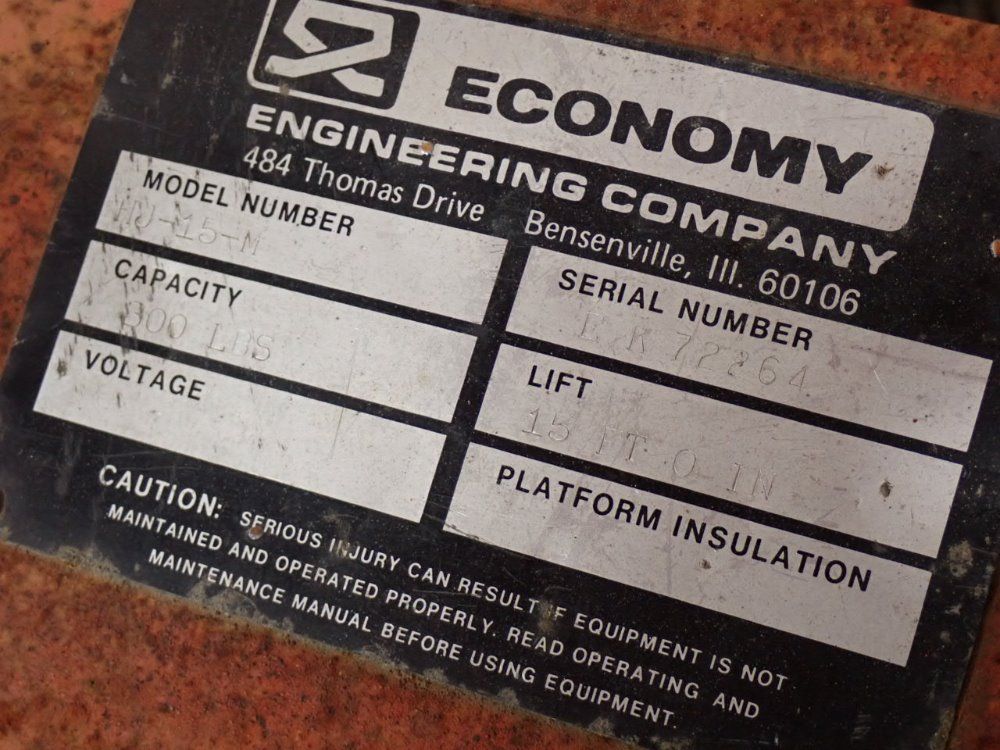 ECONOMY
ENGINEERING COMPANY
484 Thomas Drive Bensenville, Ill. 60106
MODEL NUMBER
-15-M
SERIAL NUMBER
72864
CAPACITY
300 LBS
LIFT
15 FT 0 IN
VOLTAGE
PLATFORM INSULATION
CAUTION: SERIOUS INJURY CAN RESULT IF EQUIPMENT IS NOT
MAINTAINED AND OPERATED PROPERLY. READ OPERATING AND
MAINTENANCE MANUAL BEFORE USING EQUIPMENT.